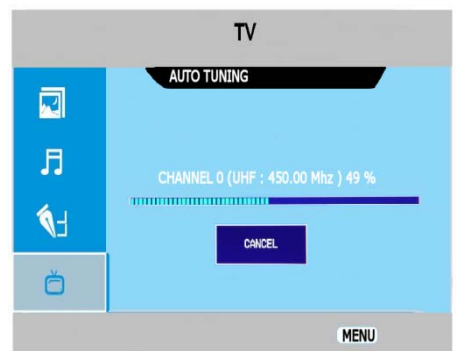 TV
AUTO TUNING
CHANNEL 0 (UHF : 450.00 Mhz ) 49 %
CANCEL
MENU